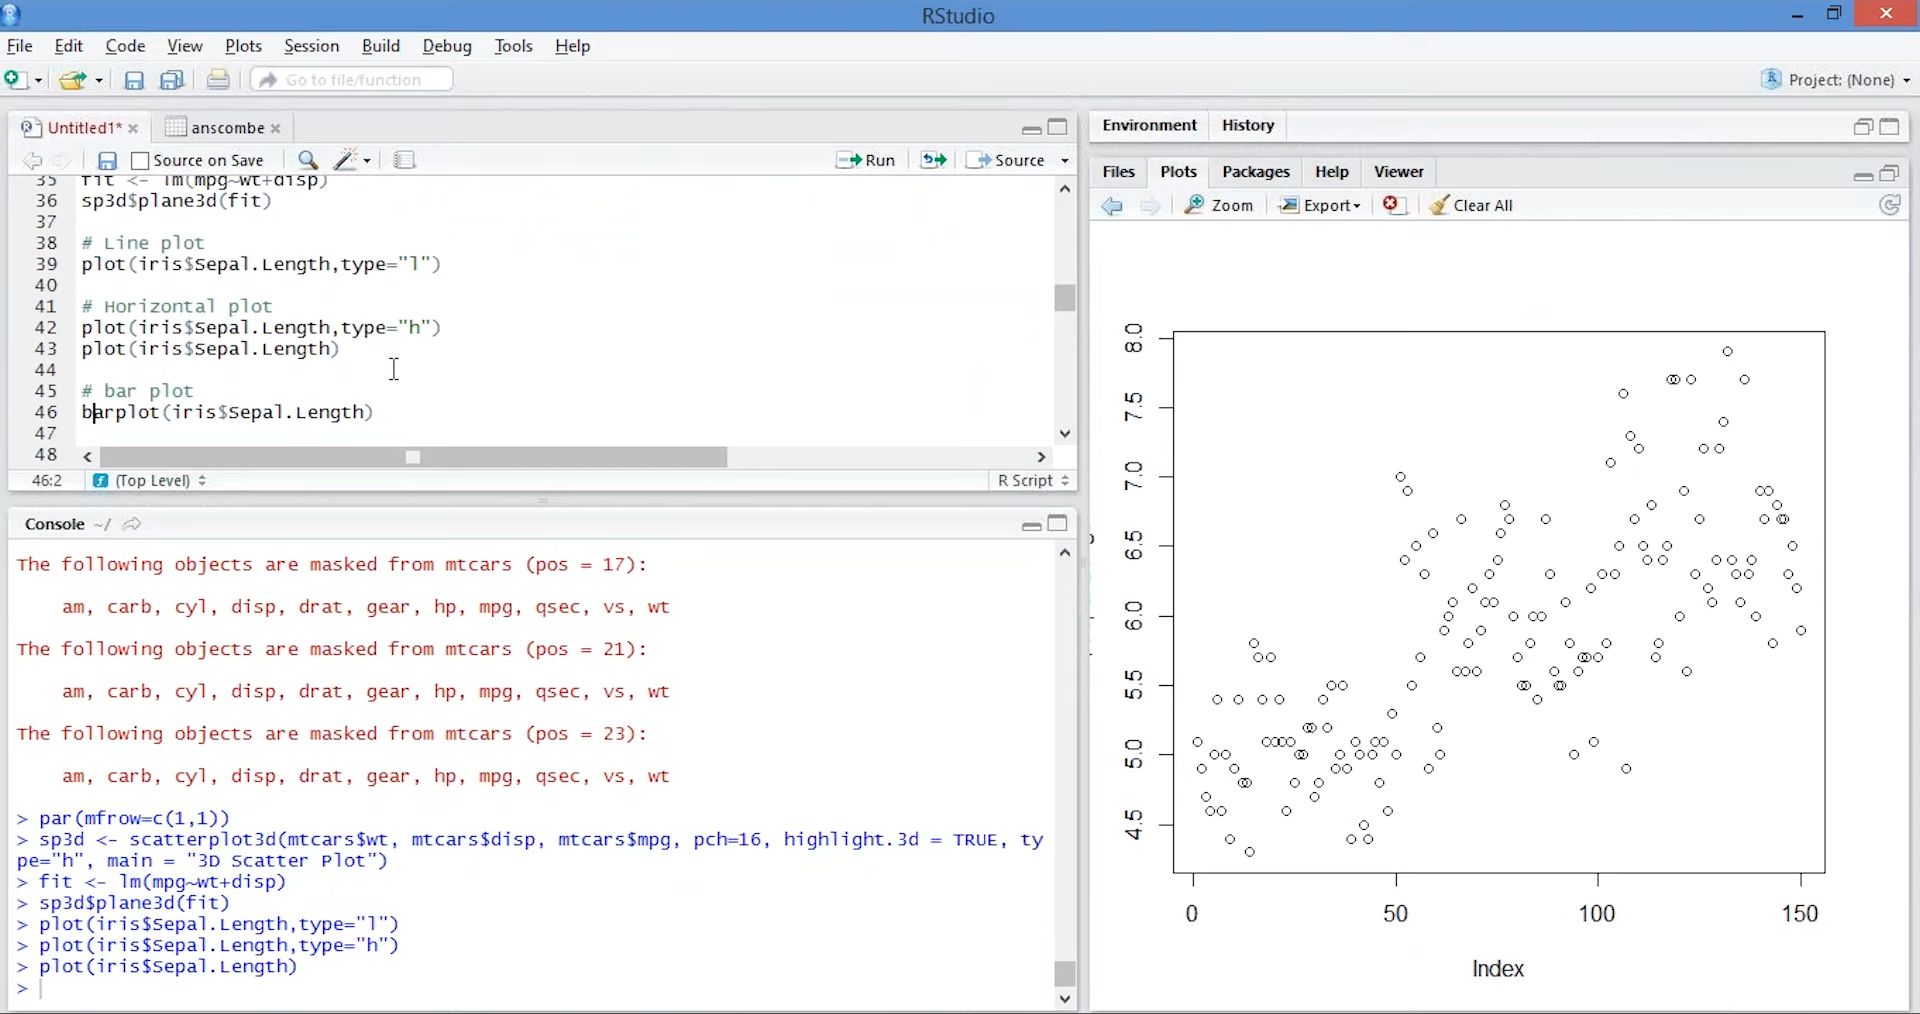 RStudio
File Edit Code View Plots Session Build Debug Tools Help
Go to file/function
Project: (None)
Untitled1* anscombe
Source on Save Run Source
35 fit <- lm(mpg~wt+disp)
36 sp3d$plane3d(fit)
37
38 # Line plot
39 plot(iris$Sepal.Length,type="l")
40
41 # Horizontal plot
42 plot(iris$Sepal.Length,type="h")
43 plot(iris$Sepal.Length)
44
45 # bar plot
46 barplot(iris$Sepal.Length)
47
48
46:2 (Top Level) R Script
Console ~/
The following objects are masked from mtcars (pos = 17):
am, carb, cyl, disp, drat, gear, hp, mpg, qsec, vs, wt
The following objects are masked from mtcars (pos = 21):
am, carb, cyl, disp, drat, gear, hp, mpg, qsec, vs, wt
The following objects are masked from mtcars (pos = 23):
am, carb, cyl, disp, drat, gear, hp, mpg, qsec, vs, wt
> par(mfrow=c(1,1))
> sp3d <- scatterplot3d(mtcars$wt, mtcars$disp, mtcars$mpg, pch=16, highlight.3d = TRUE, ty
pe="h", main = "3D Scatter Plot")
> fit <- lm(mpg~wt+disp)
> sp3d$plane3d(fit)
> plot(iris$Sepal.Length,type="l")
> plot(iris$Sepal.Length,type="h")
> plot(iris$Sepal.Length)
>
Environment History
Files Plots Packages Help Viewer
Zoom Export Clear All
8.0
7.5
7.0
6.5
6.0
5.5
5.0
4.5
0 50 100 150
Index